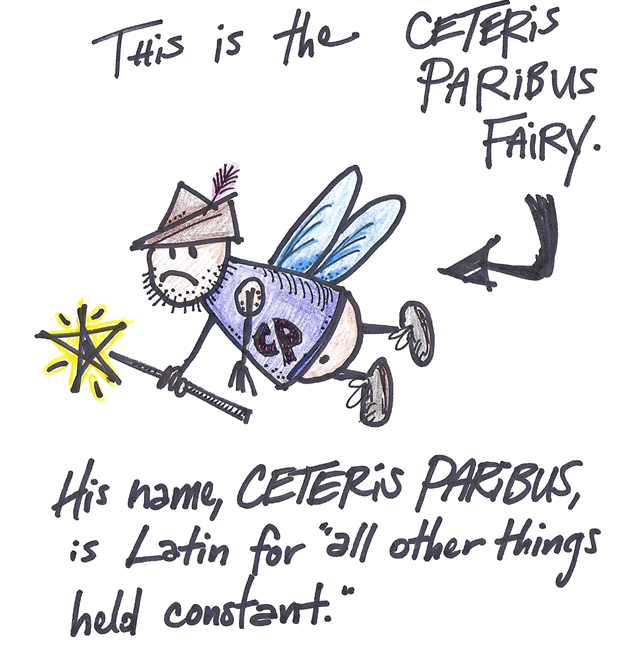 This is the CETERIS
PARIBUS
FAIRY.
CP
His name, CETERIS PARIBUS,
is Latin for "all other things
held constant."